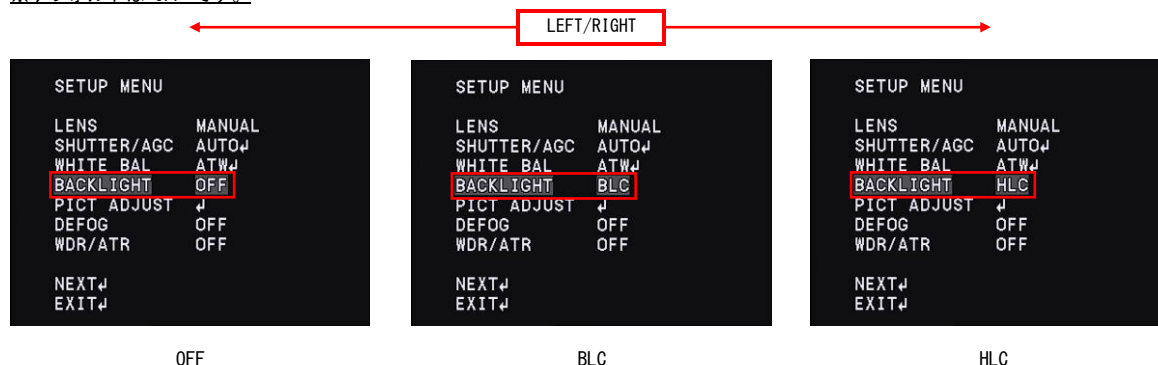 LEFT/RIGHT
SETUP MENU
LENS MANUAL
SHUTTER/AGC AUTO↲
WHITE BAL ATW↲
BACKLIGHT OFF
PICT ADJUST ↲
DEFOG OFF
WDR/ATR OFF
NEXT↲
EXIT↲
OFF
SETUP MENU
LENS MANUAL
SHUTTER/AGC AUTO↲
WHITE BAL ATW↲
BACKLIGHT BLC
PICT ADJUST ↲
DEFOG OFF
WDR/ATR OFF
NEXT↲
EXIT↲
BLC
SETUP MENU
LENS MANUAL
SHUTTER/AGC AUTO↲
WHITE BAL ATW↲
BACKLIGHT HLC
PICT ADJUST ↲
DEFOG OFF
WDR/ATR OFF
NEXT↲
EXIT↲
HLC